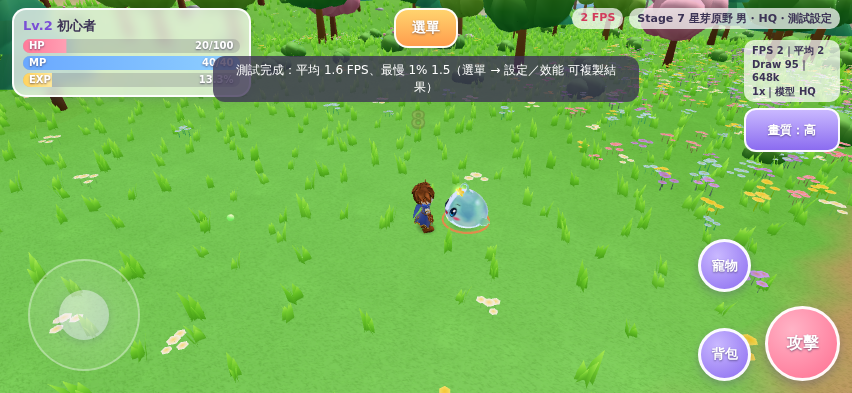 Lv.2 初心者
HP 20/100
MP 40/40
EXP
選單
2 FPS
Stage 7 星芽原野 男・HQ・測試設定
FPS 2｜平均 2
Draw 95｜
648k
1x｜模型 HQ
畫質：高
測試完成：平均 1.6 FPS、最慢 1% 1.5（選單 → 設定／效能 可複製結
果）
8
寵物
攻擊
背包